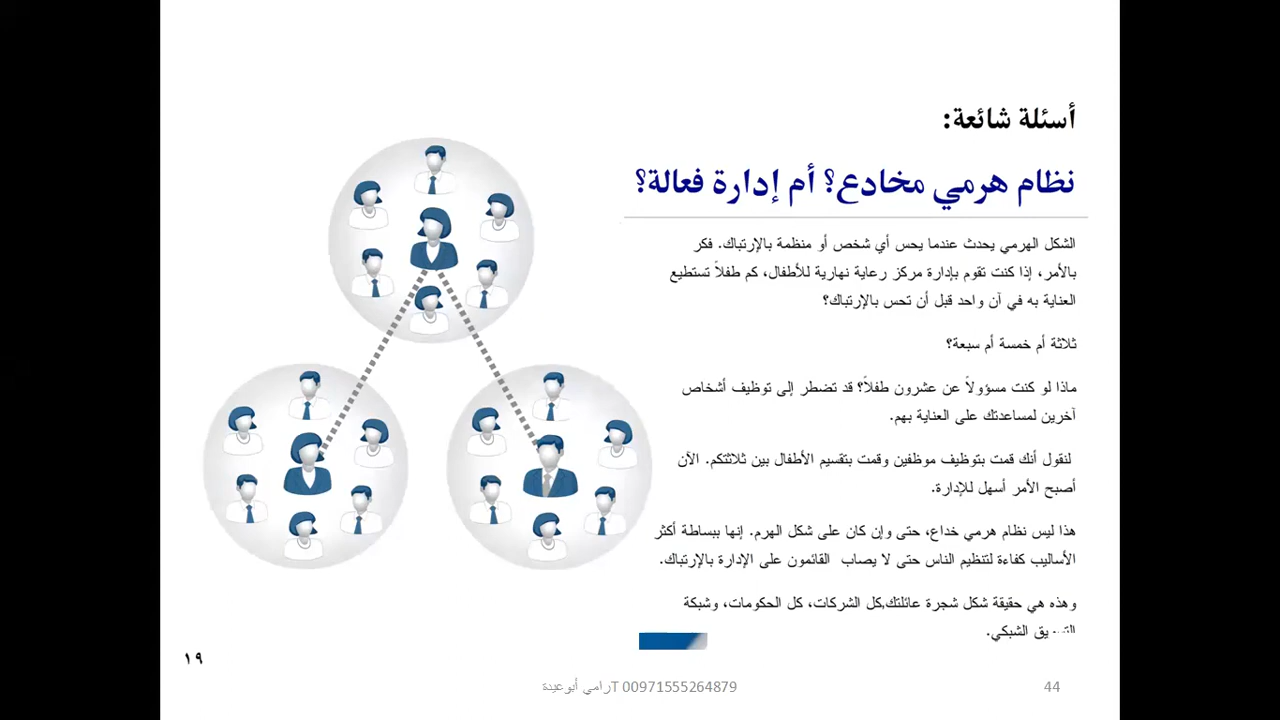 أسئلة شائعة:
نظام هرمي مخادع؟ أم إدارة فعالة؟
الشكل الهرمي يحدث عندما يحس أي شخص أو منظمة بالإرتباك. فكر
بالأمر، إذا كنت تقوم بإدارة مركز رعاية نهارية للأطفال، كم طفلاً تستطيع
العناية به في آن واحد قبل أن تحس بالإرتباك؟
ثلاثة أم خمسة أم سبعة؟
ماذا لو كنت مسؤولاً عن عشرون طفلاً؟ قد تضطر إلى توظيف أشخاص
آخرين لمساعدتك على العناية بهم.
لنقول أنك قمت بتوظيف موظفين وقمت بتقسيم الأطفال بين ثلاثتكم. الآن
أصبح الأمر أسهل للإدارة.
هذا ليس نظام هرمي خداع، حتى وإن كان على شكل الهرم. إنها ببساطة أكثر
الأساليب كفاءة لتنظيم الناس حتى لا يصاب القائمون على الإدارة بالإرتباك.
وهذه هي حقيقة شكل شجرة عائلتك,كل الشركات، كل الحكومات، وشبكة
الشبكي.
١٩
رامي أبوعيدة T 00971555264879
44